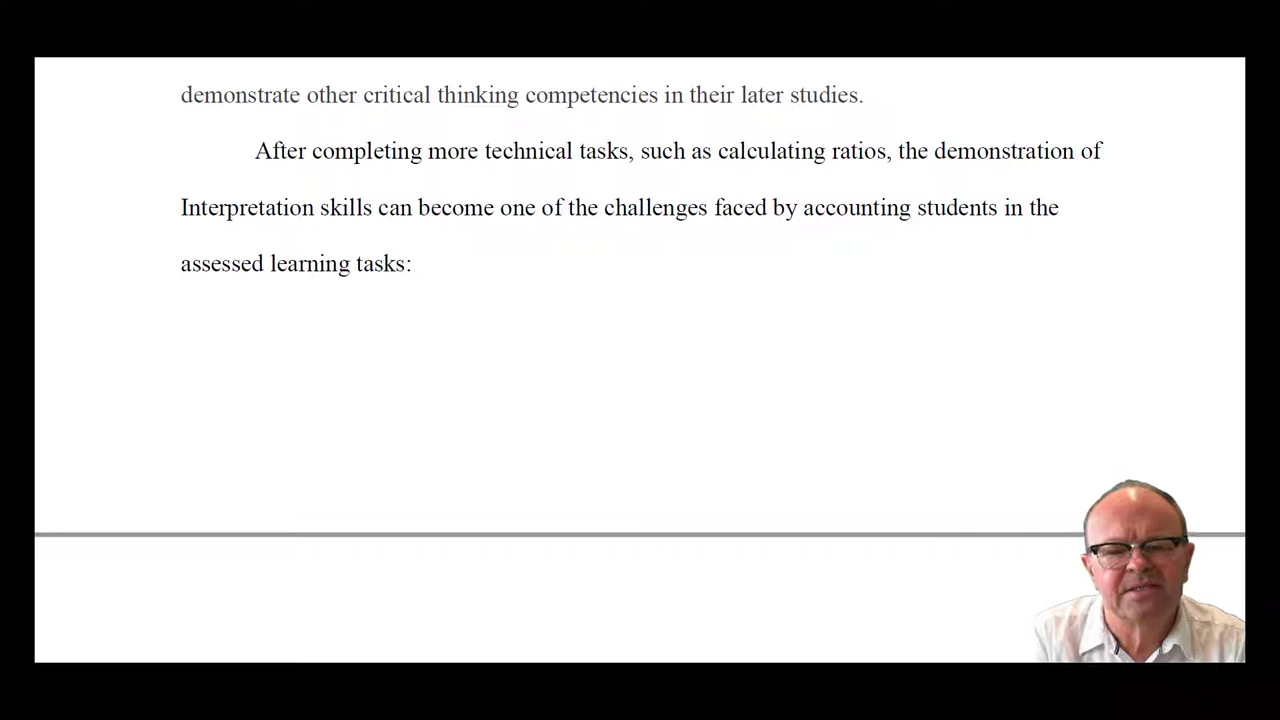 demonstrate other critical thinking competencies in their later studies.
After completing more technical tasks, such as calculating ratios, the demonstration of
Interpretation skills can become one of the challenges faced by accounting students in the
assessed learning tasks: